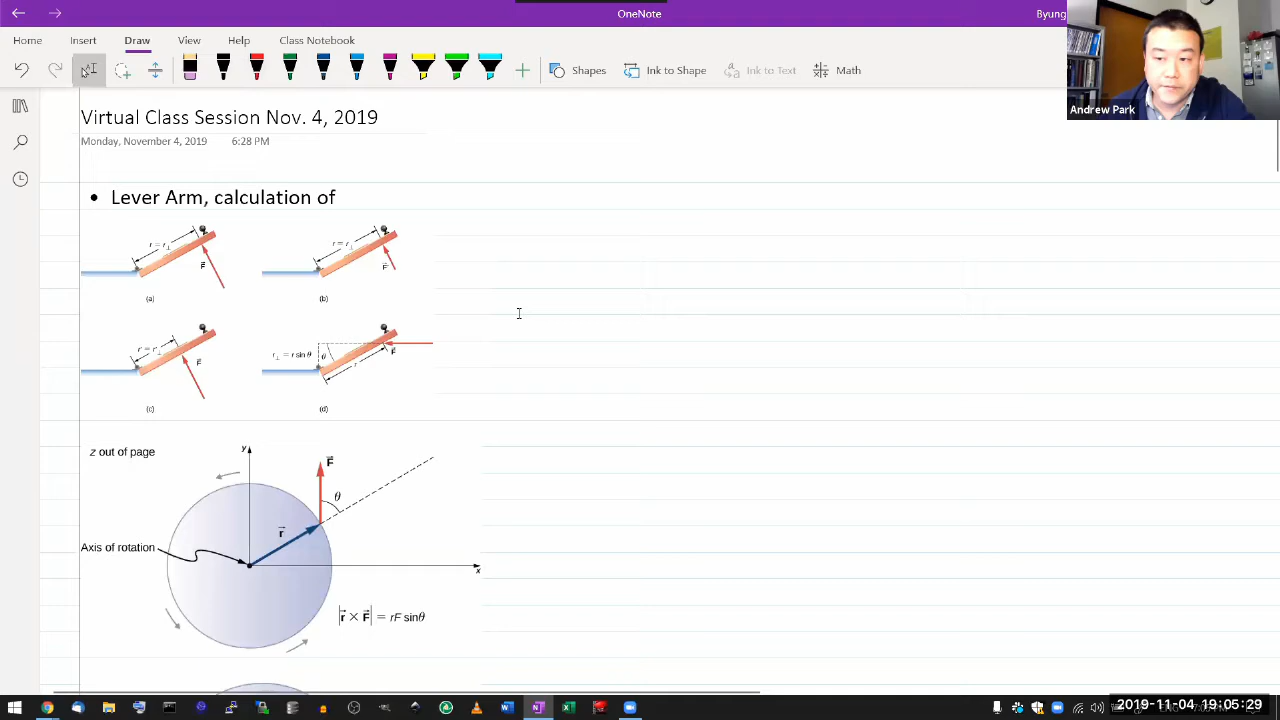 OneNote
Byung
Home Insert Draw View Help Class Notebook
Shapes Ink to Shape Ink to Text Math
Andrew Park
Virtual Class Session Nov. 4, 2019
Monday, November 4, 2019 6:28 PM
• Lever Arm, calculation of
r = r⊥
F⃗
(a)
r = r⊥
F⃗
(b)
r' = r'⊥
F⃗
(c)
r⊥ = r sin θ
θ
r
F⃗
(d)
z out of page
y
F⃗
θ
r⃗
Axis of rotation
x
|r⃗ × F⃗| = rF sinθ
2019-11-04 19:05:29